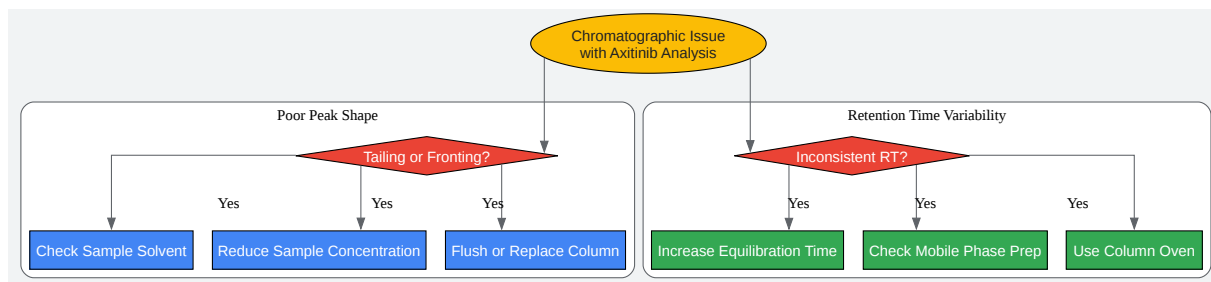 Chromatographic Issue
with Axitinib Analysis
Poor Peak Shape
Retention Time Variability
Tailing or Fronting?
Inconsistent RT?
Yes
Yes
Yes
Yes
Yes
Yes
Check Sample Solvent
Reduce Sample Concentration
Flush or Replace Column
Increase Equilibration Time
Check Mobile Phase Prep
Use Column Oven